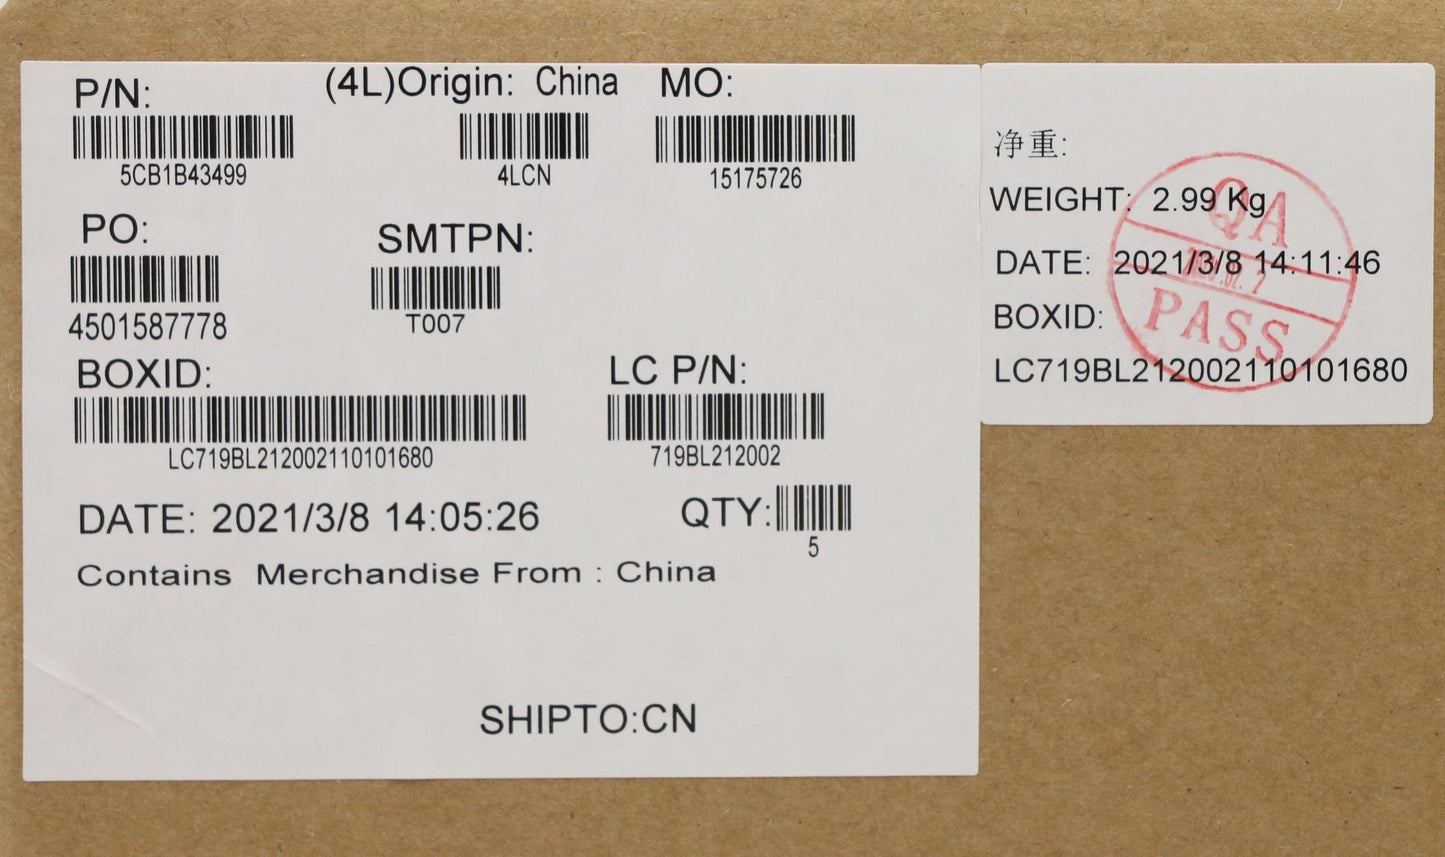 P/N:
5CB1B43499
(4L)Origin: China
4LCN
MO:
15175726
PO:
4501587778
SMTPN:
T007
BOXID:
LC719BL212002110101680
LC P/N:
719BL212002
DATE: 2021/3/8 14:05:26
QTY:
5
Contains Merchandise From : China
SHIPTO:CN
净重:
WEIGHT: 2.99 Kg
DATE: 2021/3/8 14:11:46
BOXID:
LC719BL212002110101680
QA
PASS